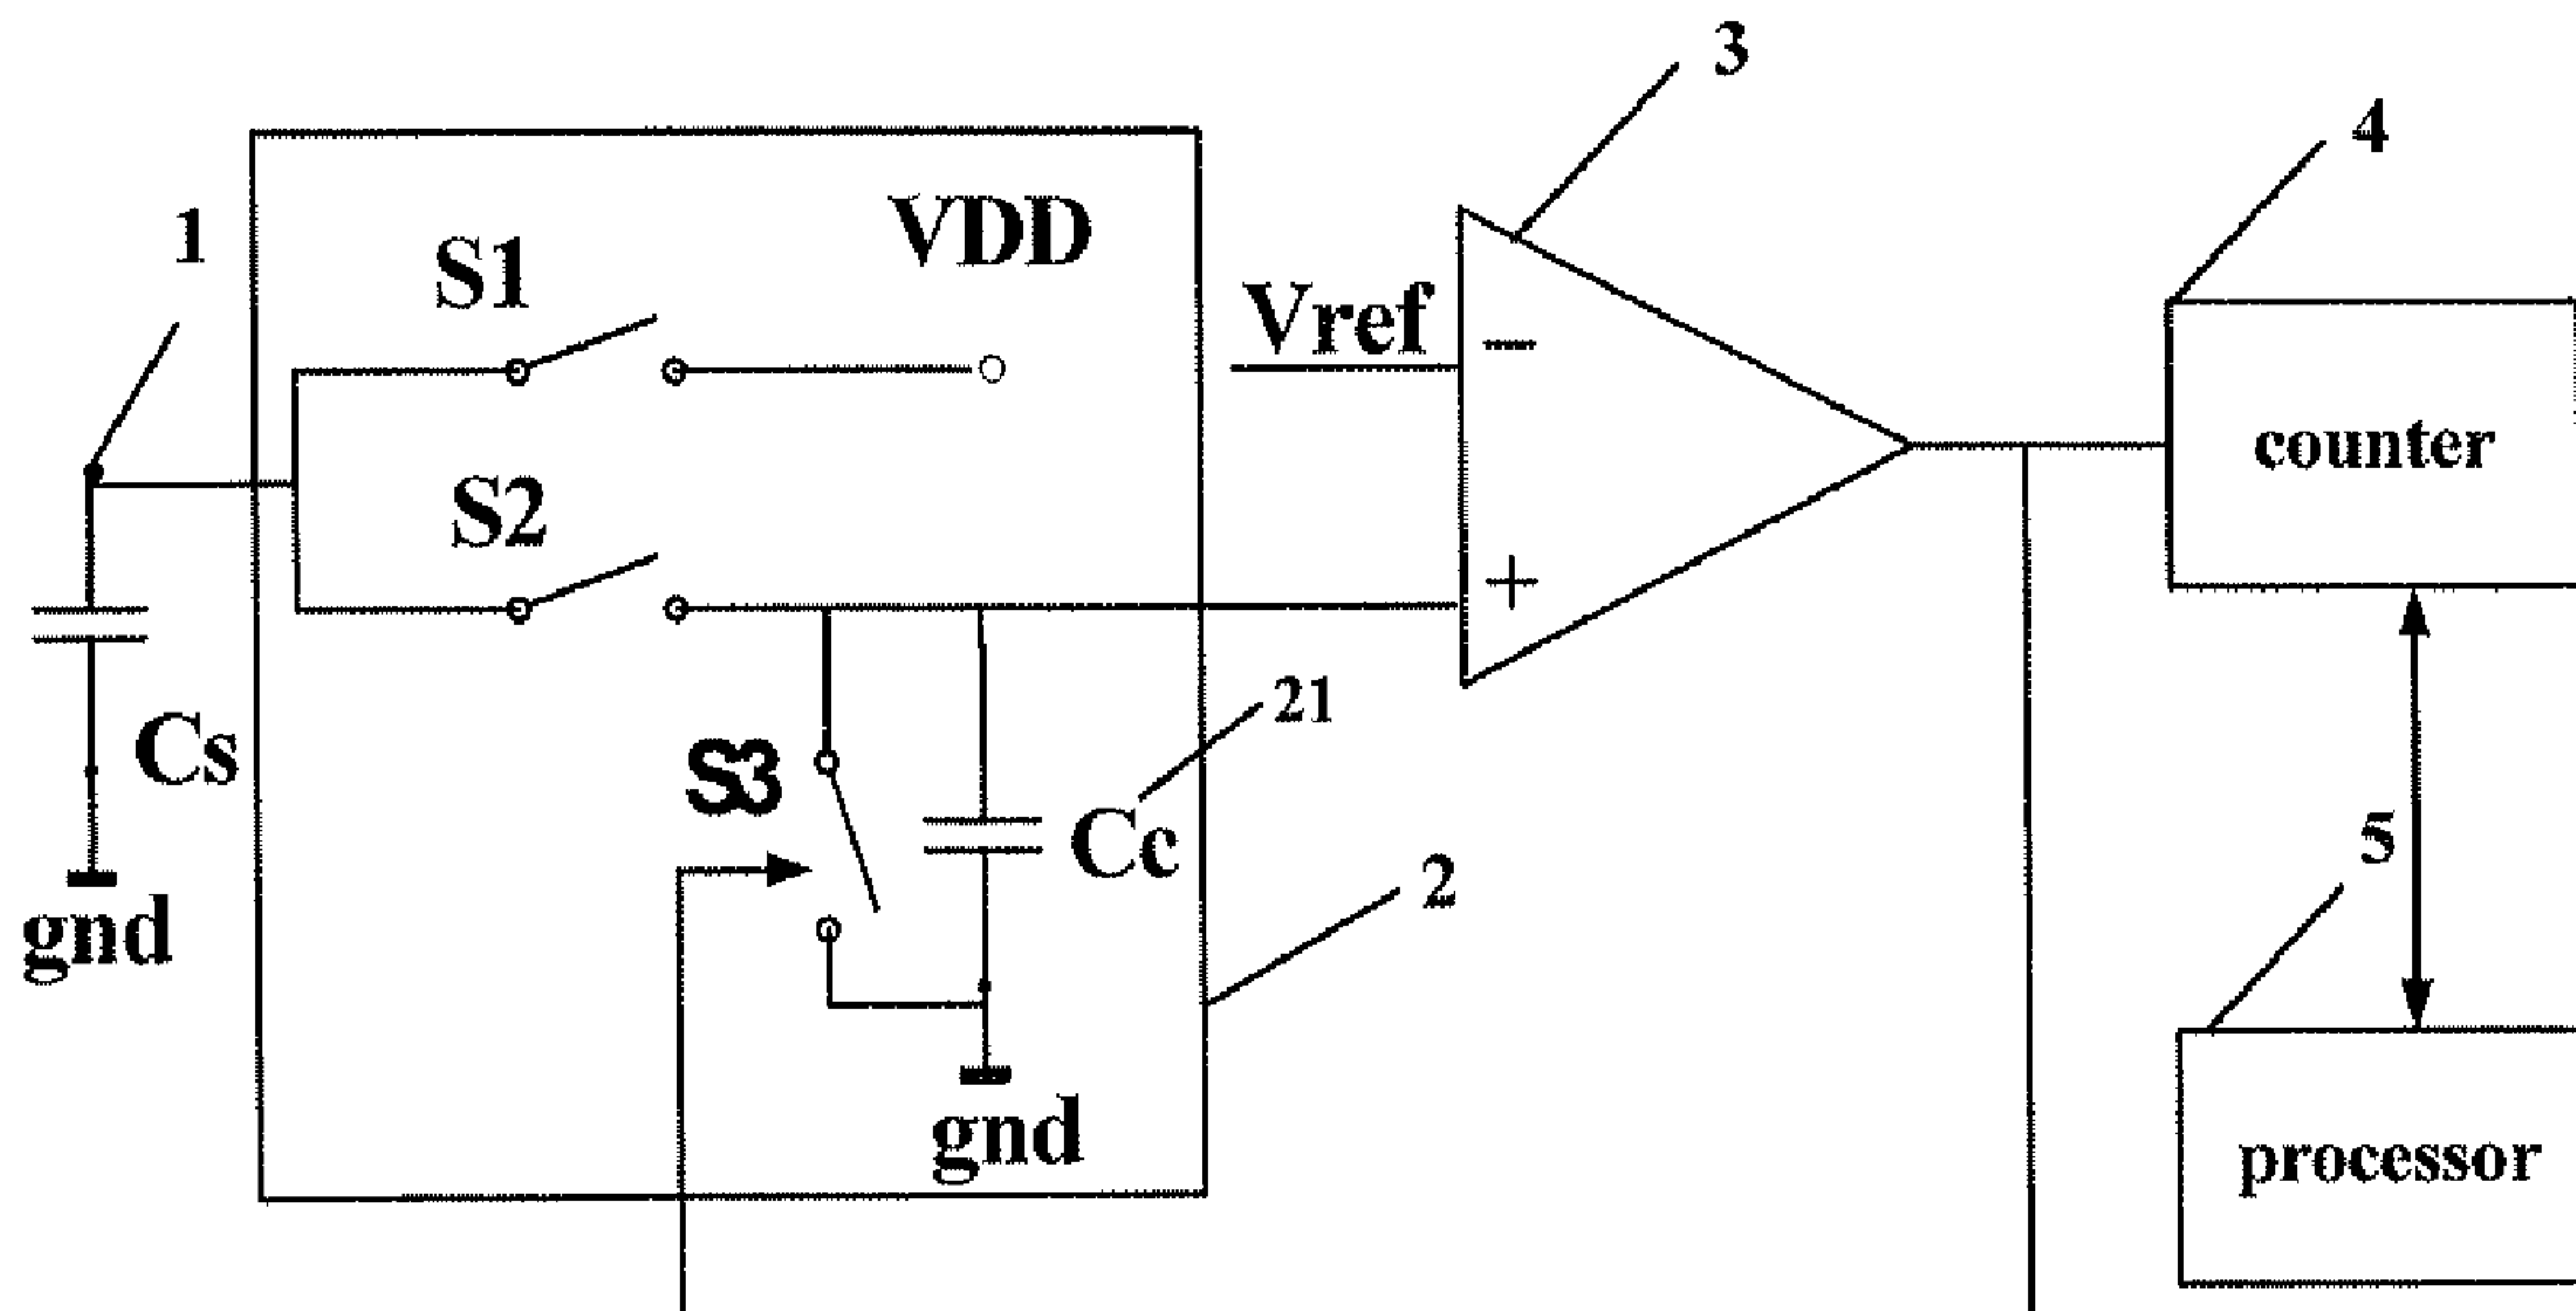 3
4
1
VDD
S1
Vref
−
counter
S2
+
21
Cs
S3
Cc
5
2
gnd
gnd
processor